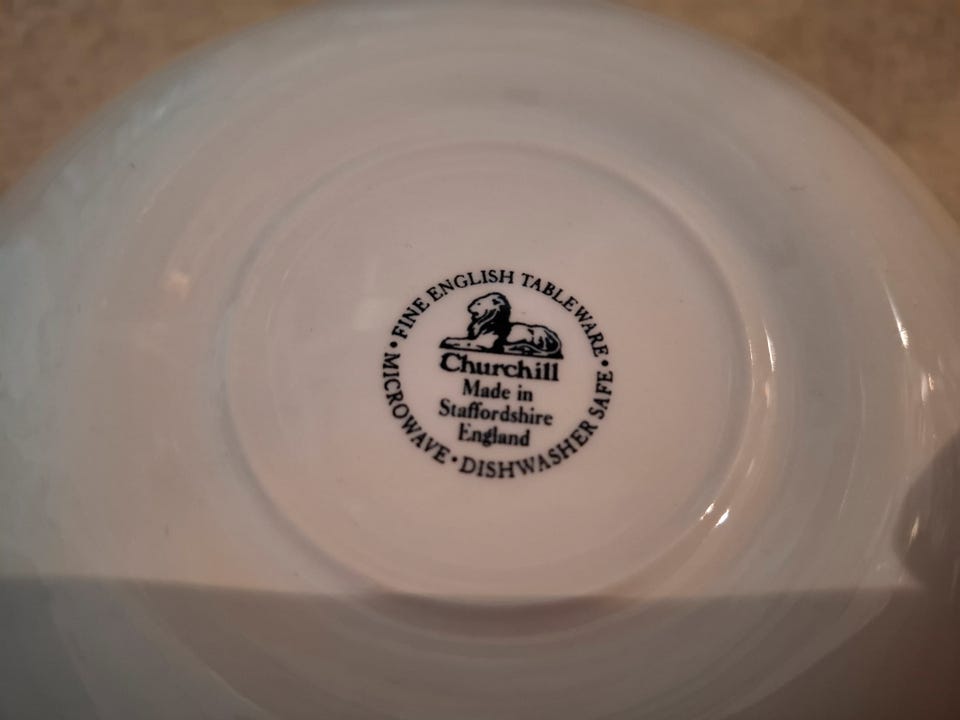 • FINE ENGLISH TABLEWARE •
Churchill
Made in
Staffordshire
England
MICROWAVE • DISHWASHER SAFE